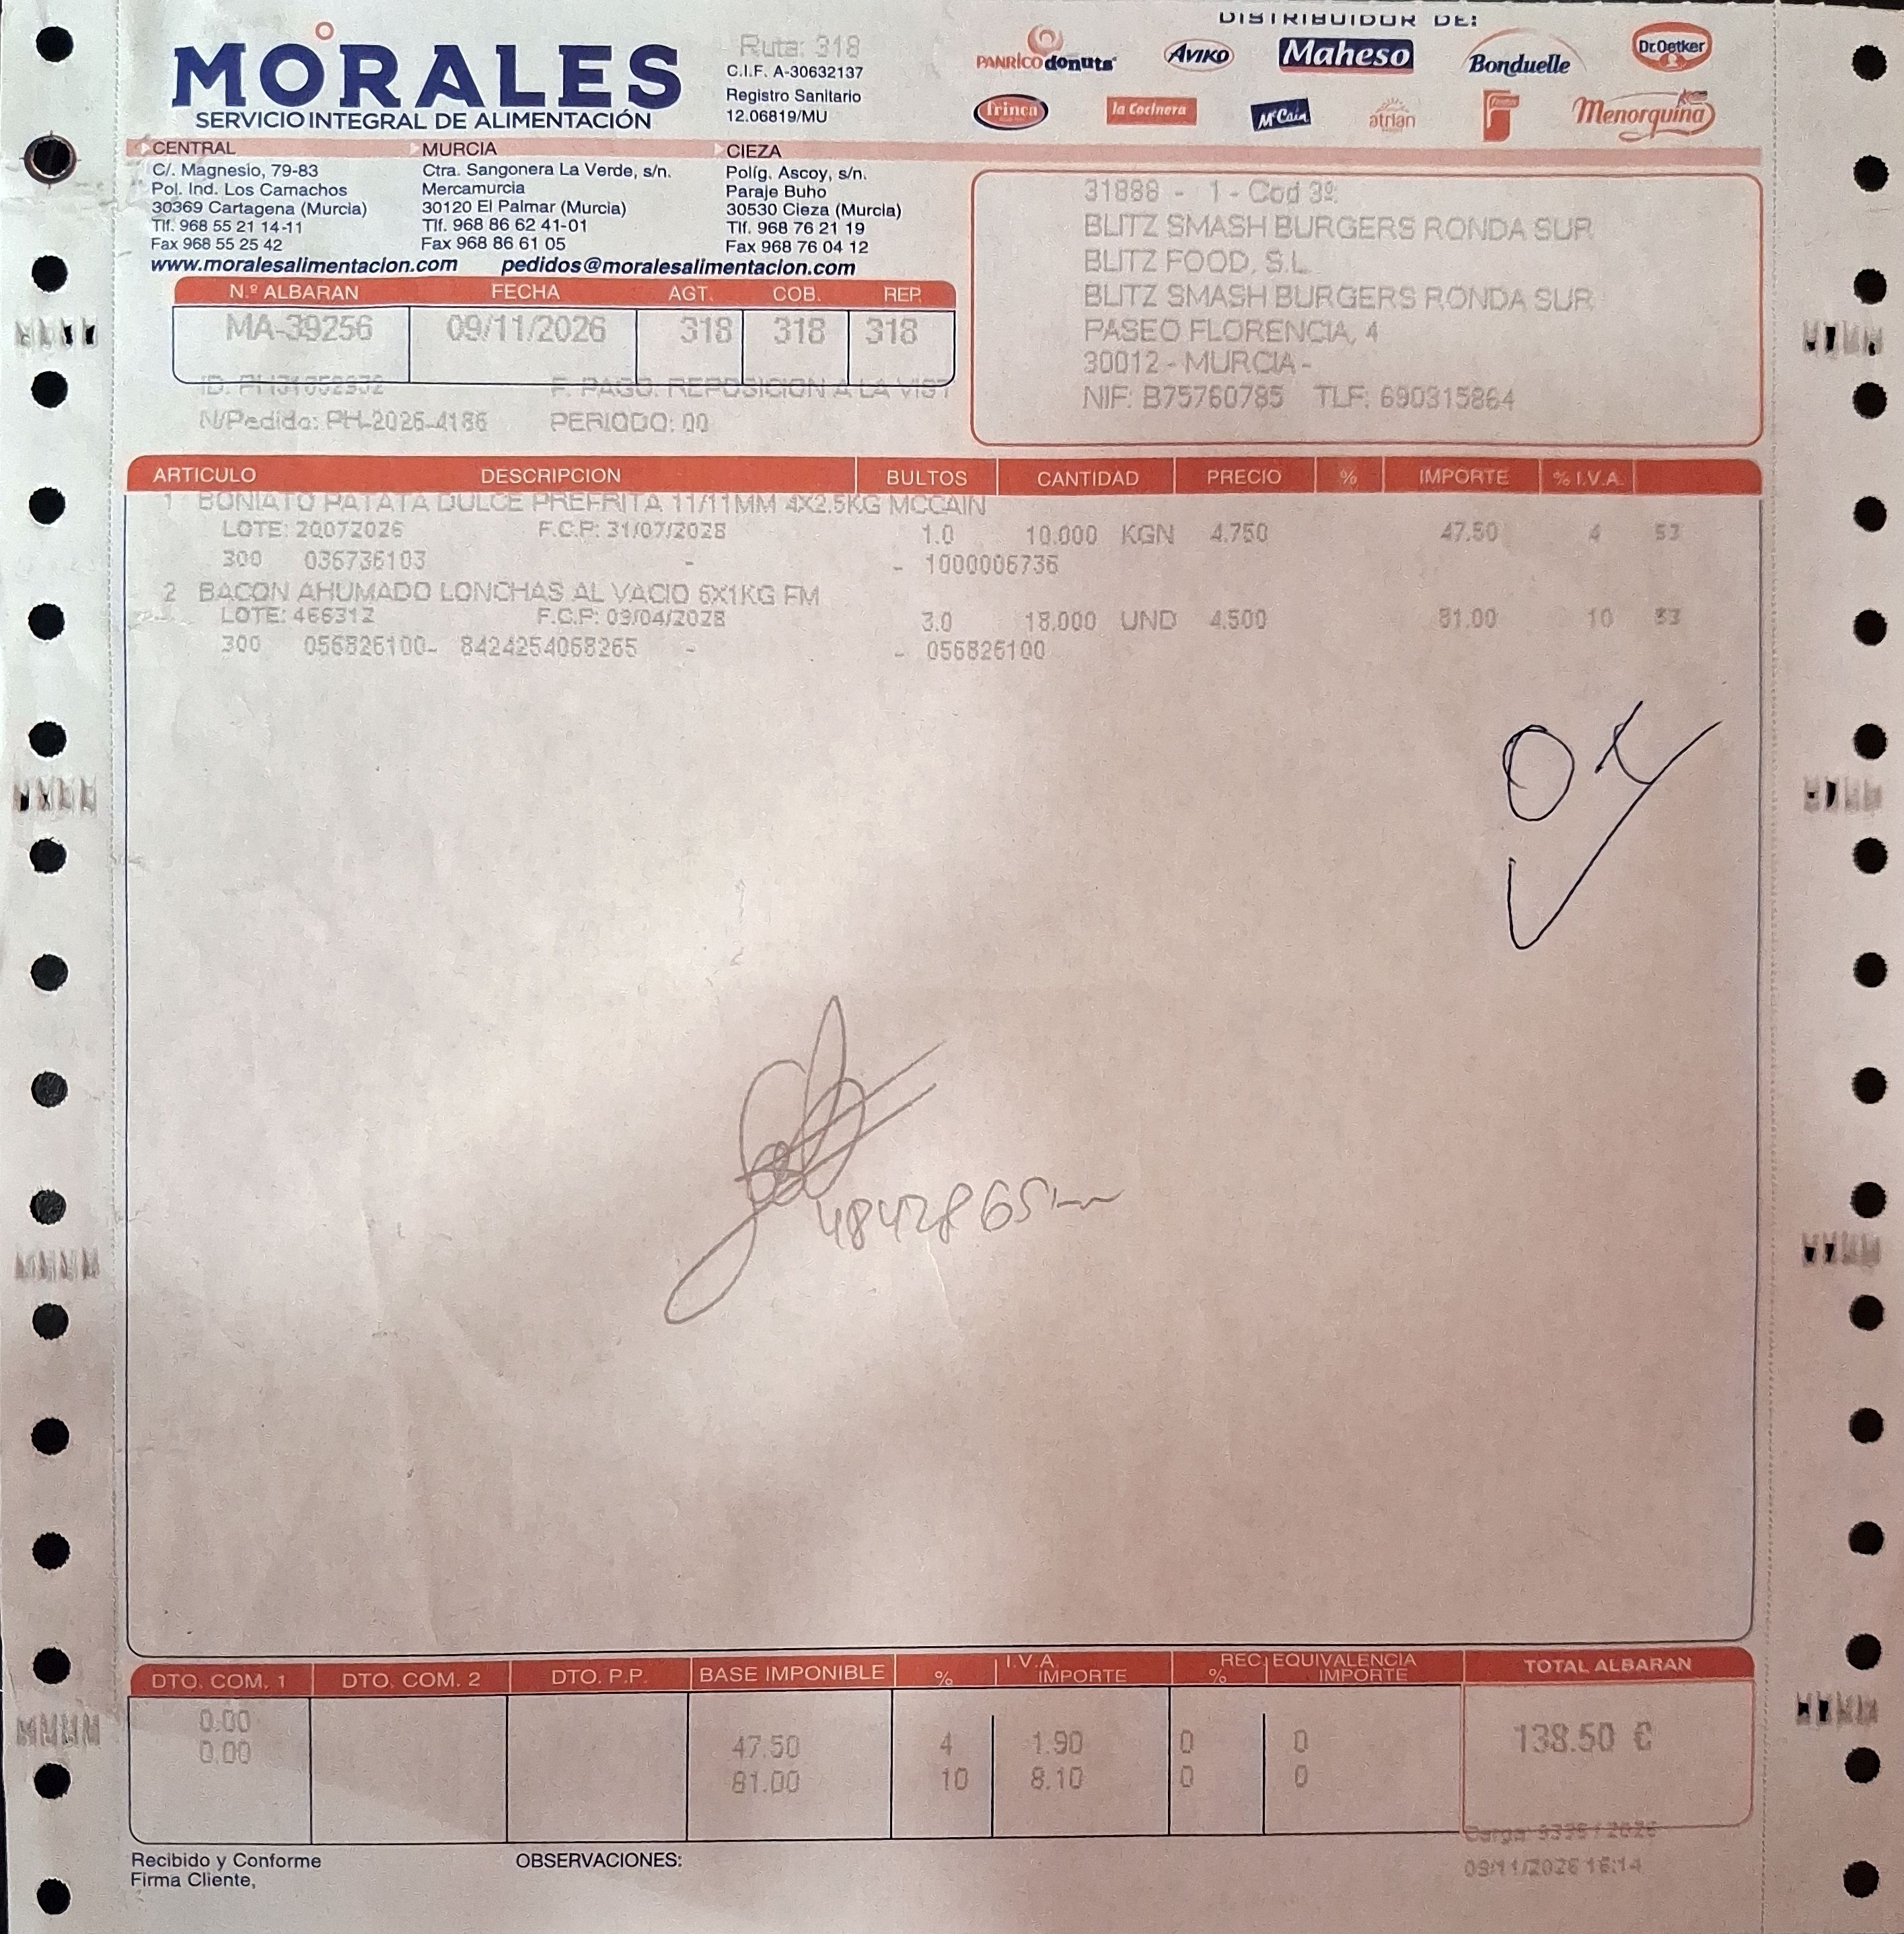 MORALES
SERVICIO INTEGRAL DE ALIMENTACIÓN
Ruta: 318
C.I.F. A-30632137
Registro Sanitario
12.06819/MU
DISTRIBUIDOR DE:
PANRICO donuts
AVIKO
Maheso
Bonduelle
Dr.Oetker
Trinca
la Cocinera
McCain
atrian
Menorquina
CENTRAL
C/. Magnesio, 79-83
Pol. Ind. Los Camachos
30369 Cartagena (Murcia)
Tlf. 968 55 21 14-11
Fax 968 55 25 42
MURCIA
Ctra. Sangonera La Verde, s/n.
Mercamurcia
30120 El Palmar (Murcia)
Tlf. 968 86 62 41-01
Fax 968 86 61 05
CIEZA
Políg. Ascoy, s/n.
Paraje Buho
30530 Cieza (Murcia)
Tlf. 968 76 21 19
Fax 968 76 04 12
www.moralesalimentacion.com pedidos@moralesalimentacion.com
31888 - 1 - Cod 3º:
BLITZ SMASH BURGERS RONDA SUR
BLITZ FOOD, S.L.
BLITZ SMASH BURGERS RONDA SUR
PASEO FLORENCIA, 4
30012 - MURCIA -
NIF: B75760785 TLF: 690315864
N.º ALBARAN FECHA AGT. COB. REP.
MA-39256 09/11/2026 318 318 318
F. PAGO: REPOSICION A LA VIST
N/Pedido: PH-2026-4186 PERIODO: 00
ARTICULO DESCRIPCION BULTOS CANTIDAD PRECIO % IMPORTE % I.V.A.
1 BONIATO PATATA DULCE PREFRITA 11/11MM 4X2.5KG MCCAIN
LOTE: 20072026 F.C.P: 31/07/2028 1.0 10.000 KGN 4.750 47.50 4 53
300 036736103 - - 1000006736
2 BACON AHUMADO LONCHAS AL VACIO 6X1KG FM
LOTE: 466312 F.C.P: 09/04/2028 3.0 18.000 UND 4.500 81.00 10 53
300 056826100- 8424254068265 - - 056826100
OK
DTO. COM. 1 DTO. COM. 2 DTO. P.P. BASE IMPONIBLE % I.V.A. IMPORTE % REC. EQUIVALENCIA IMPORTE TOTAL ALBARAN
0.00
0.00
47.50 4 1.90 0 0
81.00 10 8.10 0 0
138.50 €
09/11/2026 16:14
Recibido y Conforme
Firma Cliente,
OBSERVACIONES: